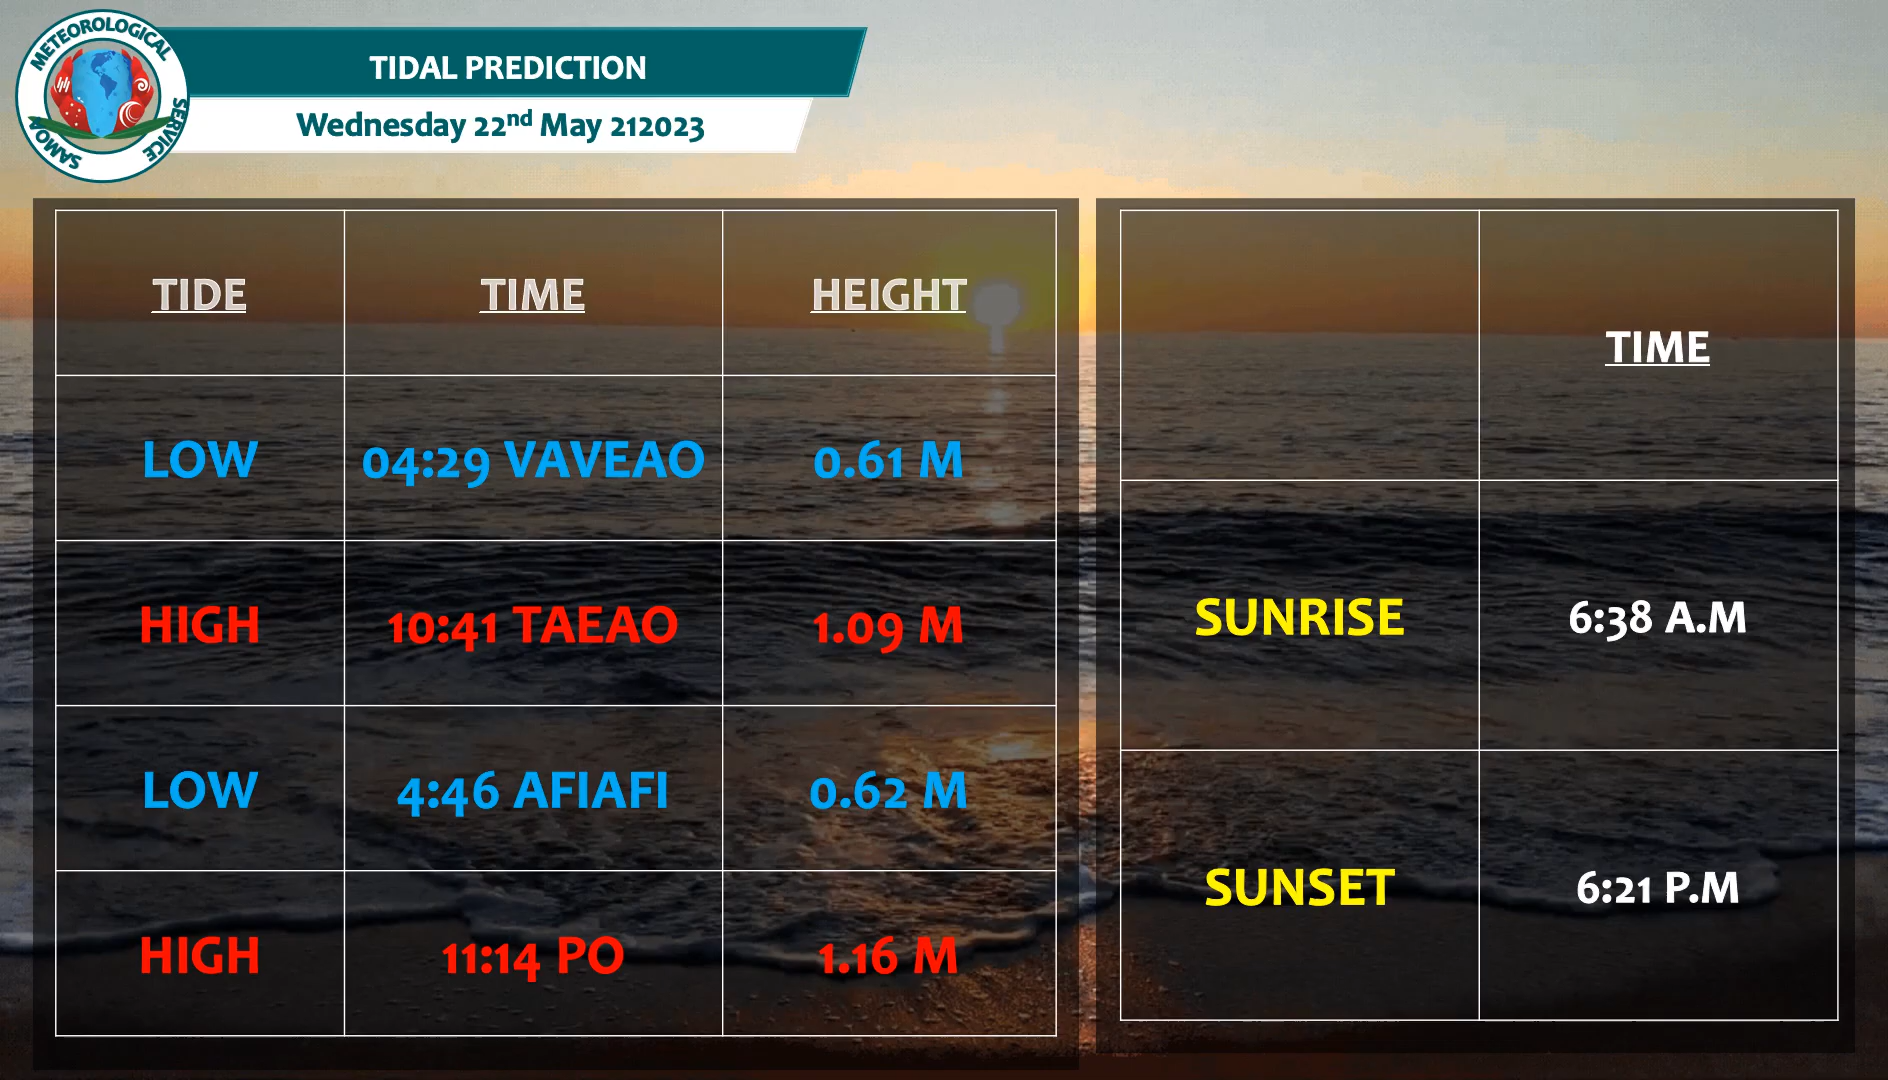 METEOROLOGICAL
SERVICE
SAMOA
TIDAL PREDICTION
Wednesday 22nd May 212023
TIDE TIME HEIGHT
LOW 04:29 VAVEAO 0.61 M
HIGH 10:41 TAEAO 1.09 M
LOW 4:46 AFIAFI 0.62 M
HIGH 11:14 PO 1.16 M
TIME
SUNRISE 6:38 A.M
SUNSET 6:21 P.M